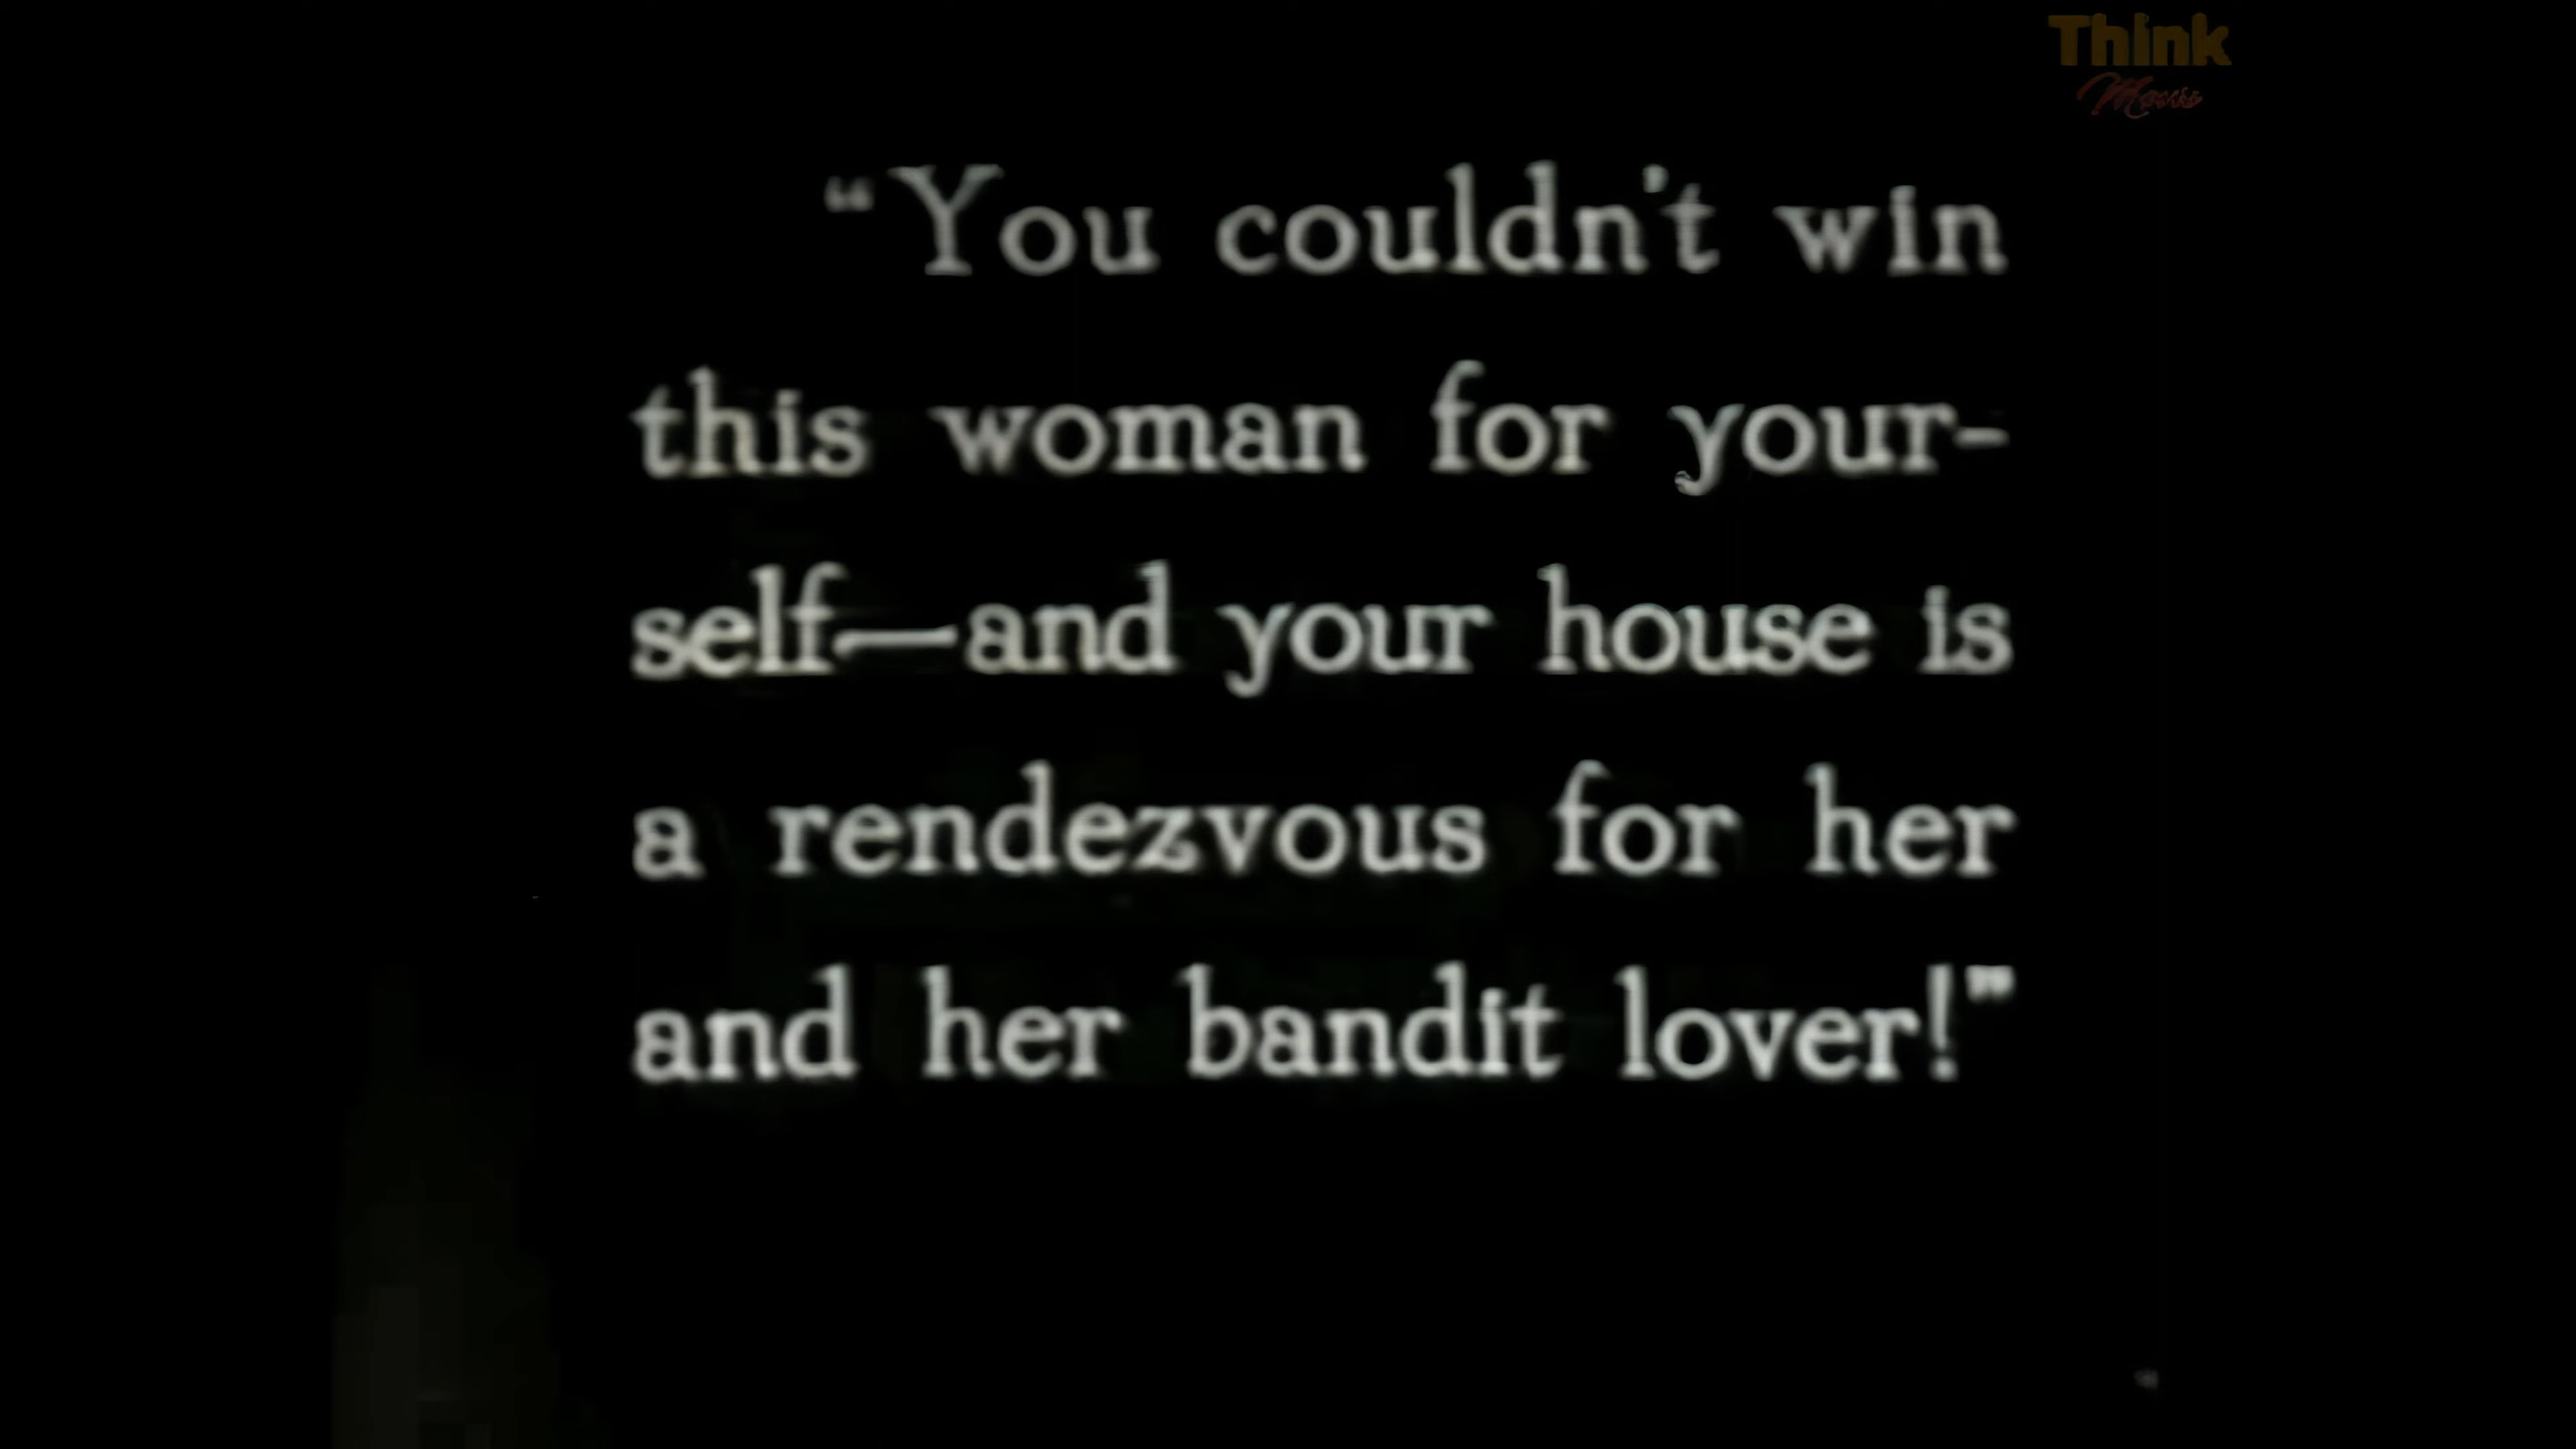 Think
Movie
“You couldn't win
this woman for your-
self—and your house is
a rendezvous for her
and her bandit lover!”